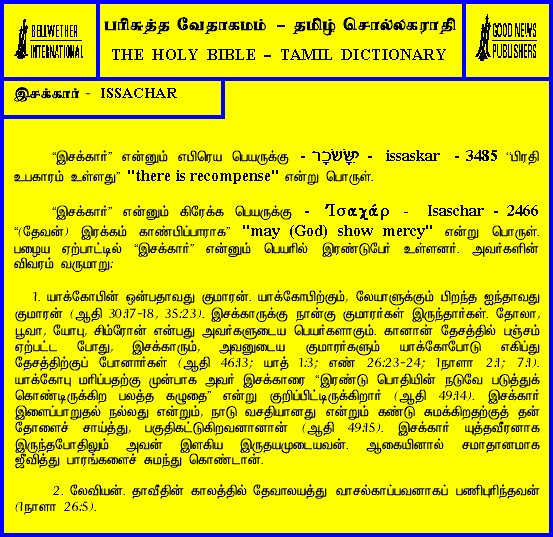 BELLWETHER
INTERNATIONAL
பரிசுத்த வேதாகமம் – தமிழ் சொல்லகராதி
THE HOLY BIBLE – TAMIL DICTIONARY
GOOD NEWS
PUBLISHERS
இசக்கார் - ISSACHAR
“இசக்கார்” என்னும் எபிரெய பெயருக்கு - יִשָּׂשׂכָר - issaskar - 3485 “பிரதி
உபகாரம் உள்ளது” "there is recompense" என்று பொருள்.
“இசக்கார்” என்னும் கிரேக்க பெயருக்கு - Ἰσαχάρ - Isaschar - 2466
“(தேவன்) இரக்கம் காண்பிப்பாராக” "may (God) show mercy" என்று பொருள்.
பழைய ஏற்பாட்டில் “இசக்கார்” என்னும் பெயரில் இரண்டுபேர் உள்ளனர். அவர்களின்
விவரம் வருமாறு:
1. யாக்கோபின் ஒன்பதாவது குமாரன். யாக்கோபிற்கும், லேயாளுக்கும் பிறந்த ஐந்தாவது
குமாரன் (ஆதி 30:17-18, 35:23). இசக்காருக்கு நான்கு குமாரர்கள் இருந்தார்கள். தோலா,
பூவா, யோபு, சிம்ரோன் என்பது அவர்களுடைய பெயர்களாகும். கானான் தேசத்தில் பஞ்சம்
ஏற்பட்ட போது, இசக்காரும், அவனுடைய குமாரர்களும் யாக்கோபோடு எகிப்து
தேசத்திற்குப் போனார்கள் (ஆதி 46:13; யாத் 1:3; எண் 26:23-24; 1நாளா 2:1; 7:1).
யாக்கோபு மரிப்பதற்கு முன்பாக அவர் இசக்காரை “இரண்டு பொதியின் நடுவே படுத்துக்
கொண்டிருக்கிற பலத்த கழுதை” என்று குறிப்பிட்டிருக்கிறார் (ஆதி 49:14). இசக்கார்
இளைப்பாறுதல் நல்லது என்றும், நாடு வசதியானது என்றும் கண்டு சுமக்கிறதற்குத் தன்
தோளைச் சாய்த்து, பகுதிகட்டுகிறவனானான் (ஆதி 49:15). இசக்கார் யுத்தவீரனாக
இருந்தபோதிலும் அவன் இளகிய இருதயமுடையவன். ஆகையினால் சமாதானமாக
ஜீவித்து பாரங்களைச் சுமந்து கொண்டான்.
2. லேவியன். தாவீதின் காலத்தில் தேவாலயத்து வாசல்காப்பவனாகப் பணிபுரிந்தவன்
(1நாளா 26:5).